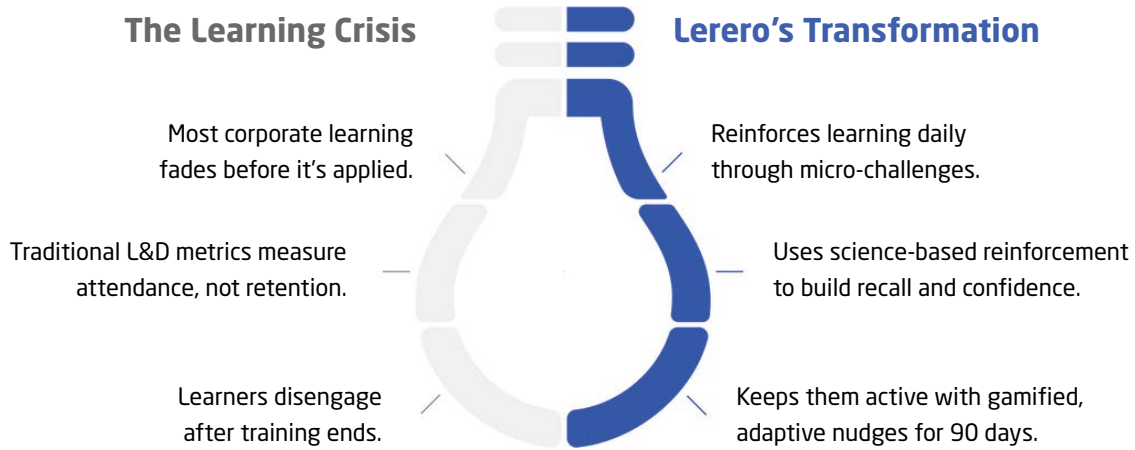 The Learning Crisis
Lerero's Transformation
Most corporate learning
fades before it's applied.
Reinforces learning daily
through micro-challenges.
Traditional L&D metrics measure
attendance, not retention.
Uses science-based reinforcement
to build recall and confidence.
Learners disengage
after training ends.
Keeps them active with gamified,
adaptive nudges for 90 days.